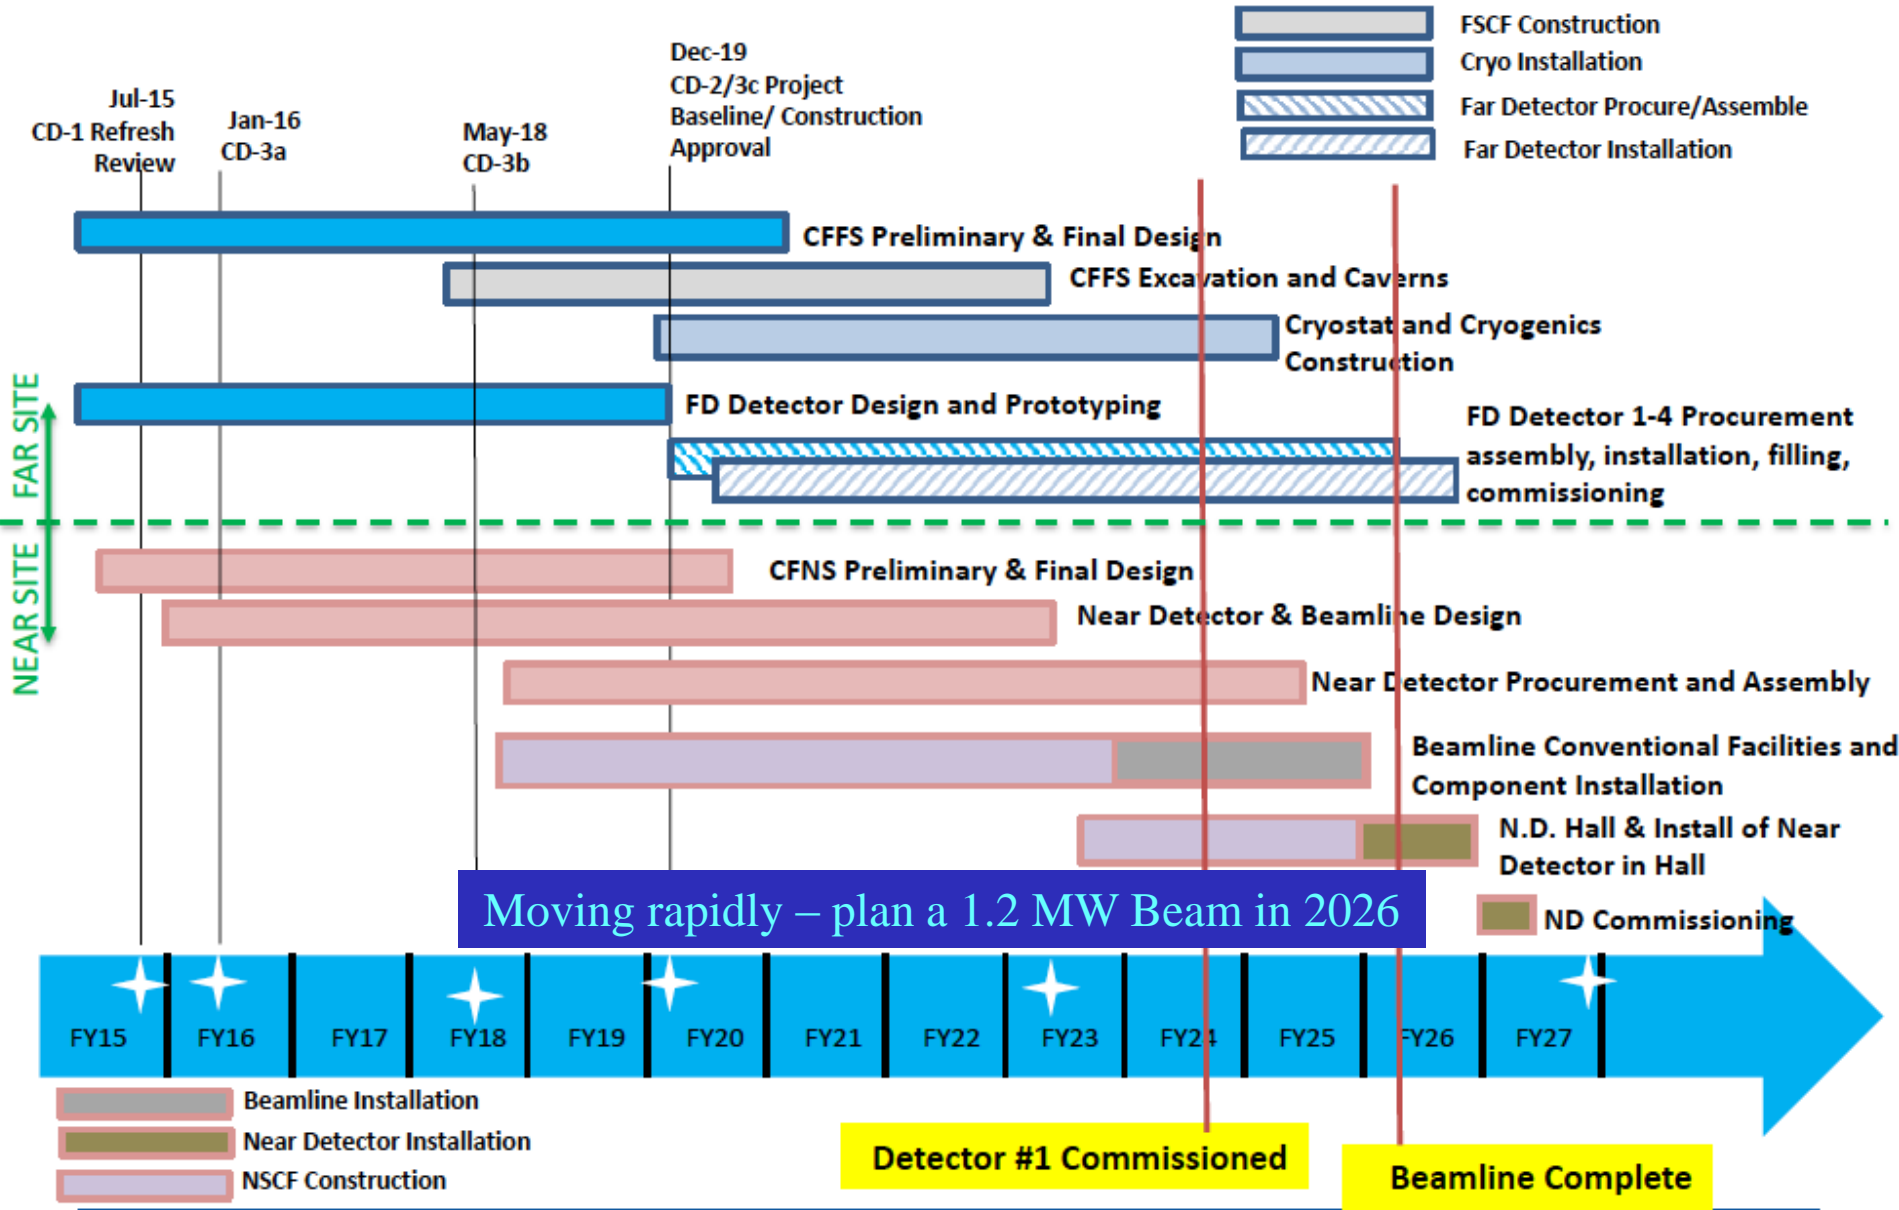 FSCF Construction
Cryo Installation
Far Detector Procure/Assemble
Far Detector Installation
Jul-15
CD-1 Refresh
Review
Jan-16
CD-3a
May-18
CD-3b
Dec-19
CD-2/3c Project
Baseline/ Construction
Approval
CFFS Preliminary & Final Design
CFFS Excavation and Caverns
Cryostat and Cryogenics
Construction
FD Detector Design and Prototyping
FD Detector 1-4 Procurement
assembly, installation, filling,
commissioning
FAR SITE
NEAR SITE
CFNS Preliminary & Final Design
Near Detector & Beamline Design
Near Detector Procurement and Assembly
Beamline Conventional Facilities and
Component Installation
N.D. Hall & Install of Near
Detector in Hall
Moving rapidly – plan a 1.2 MW Beam in 2026
ND Commissioning
FY15 FY16 FY17 FY18 FY19 FY20 FY21 FY22 FY23 FY24 FY25 FY26 FY27
Beamline Installation
Near Detector Installation
NSCF Construction
Detector #1 Commissioned
Beamline Complete